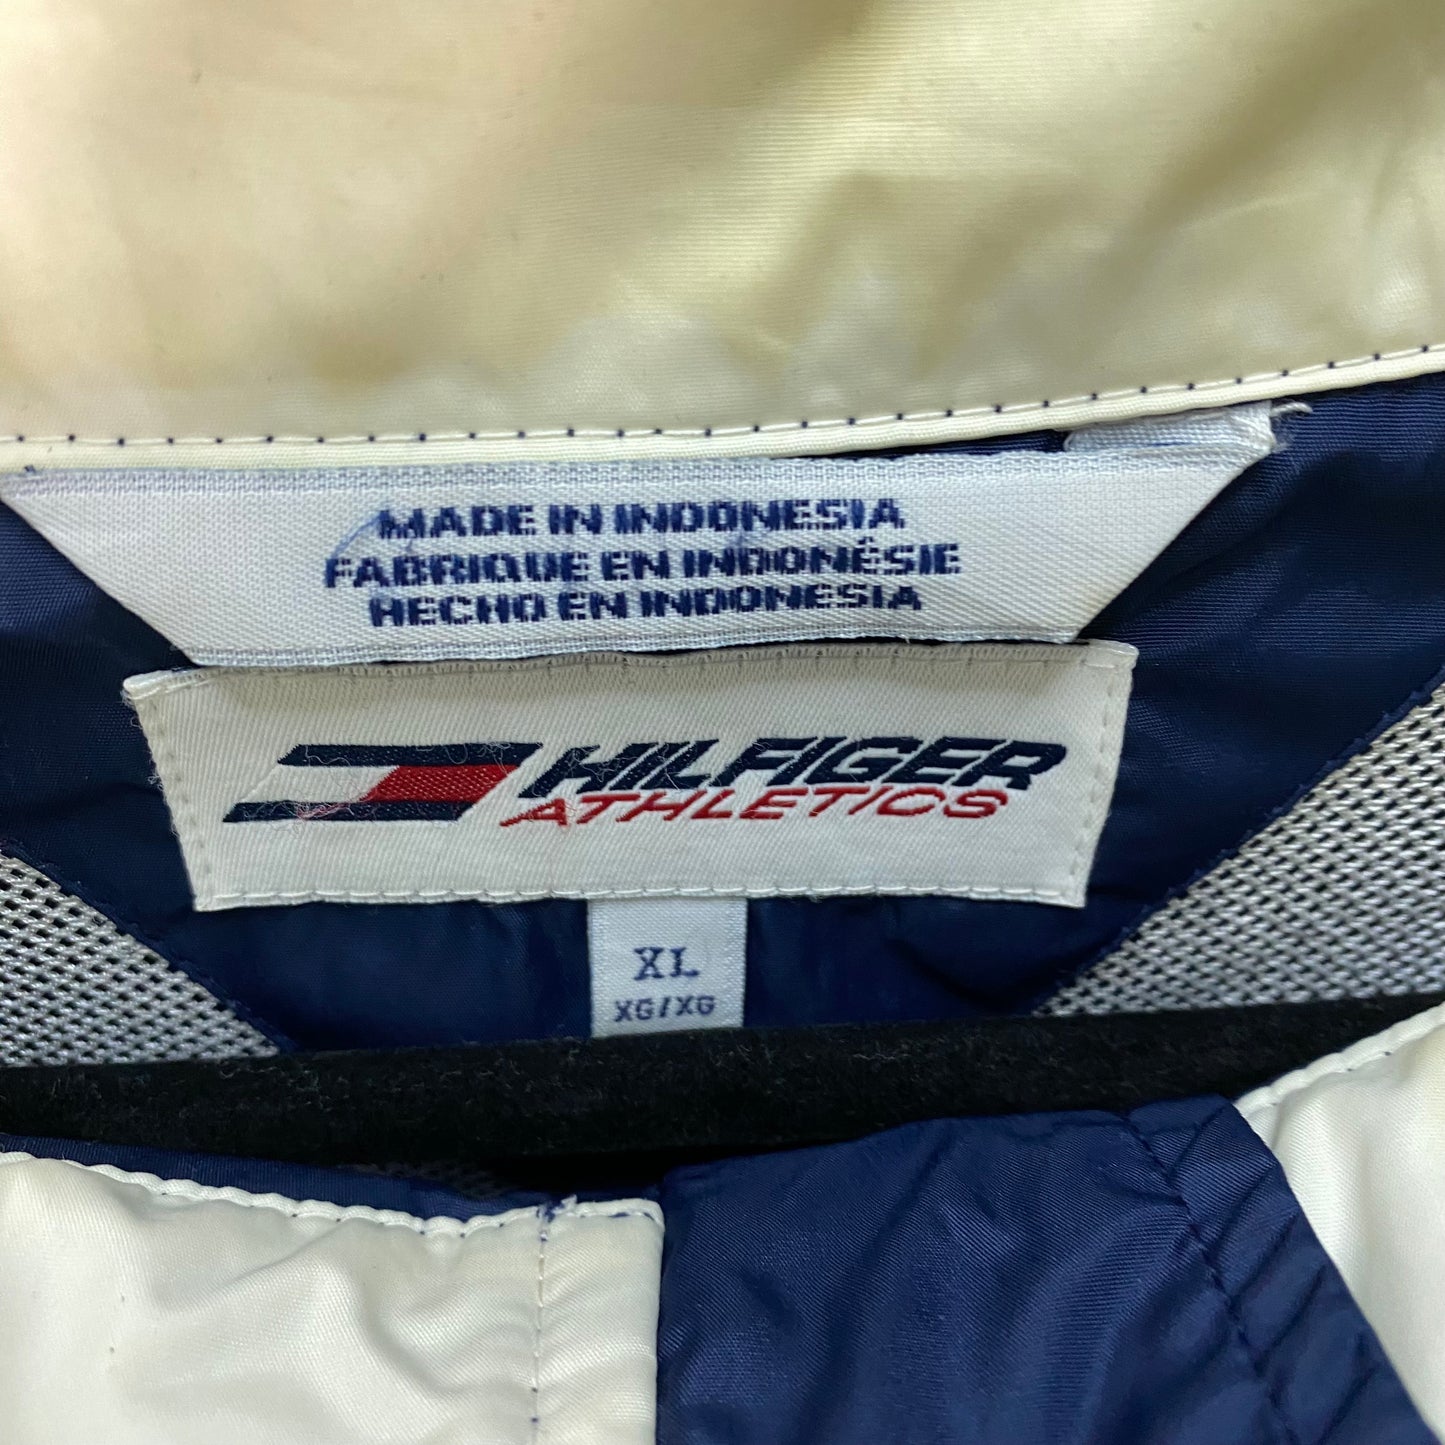 MADE IN INDONESIA
FABRIQUE EN INDONÉSIE
HECHO EN INDONESIA
HILFIGER
ATHLETICS
XL
XG/XG